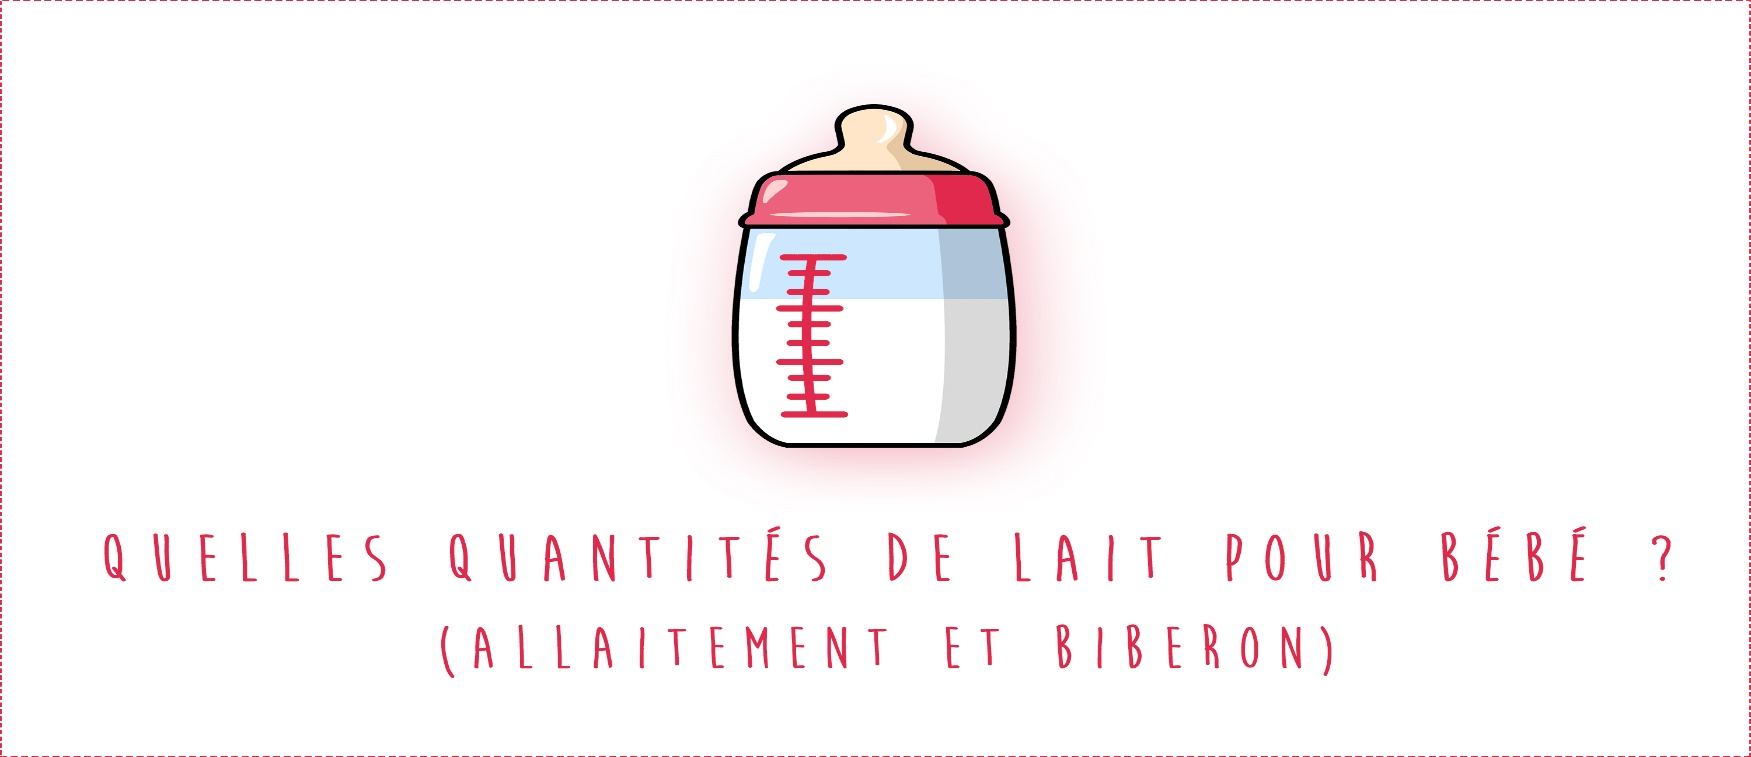 QUELLES QUANTITÉS DE LAIT POUR BÉBÉ ?
(ALLAITEMENT ET BIBERON)